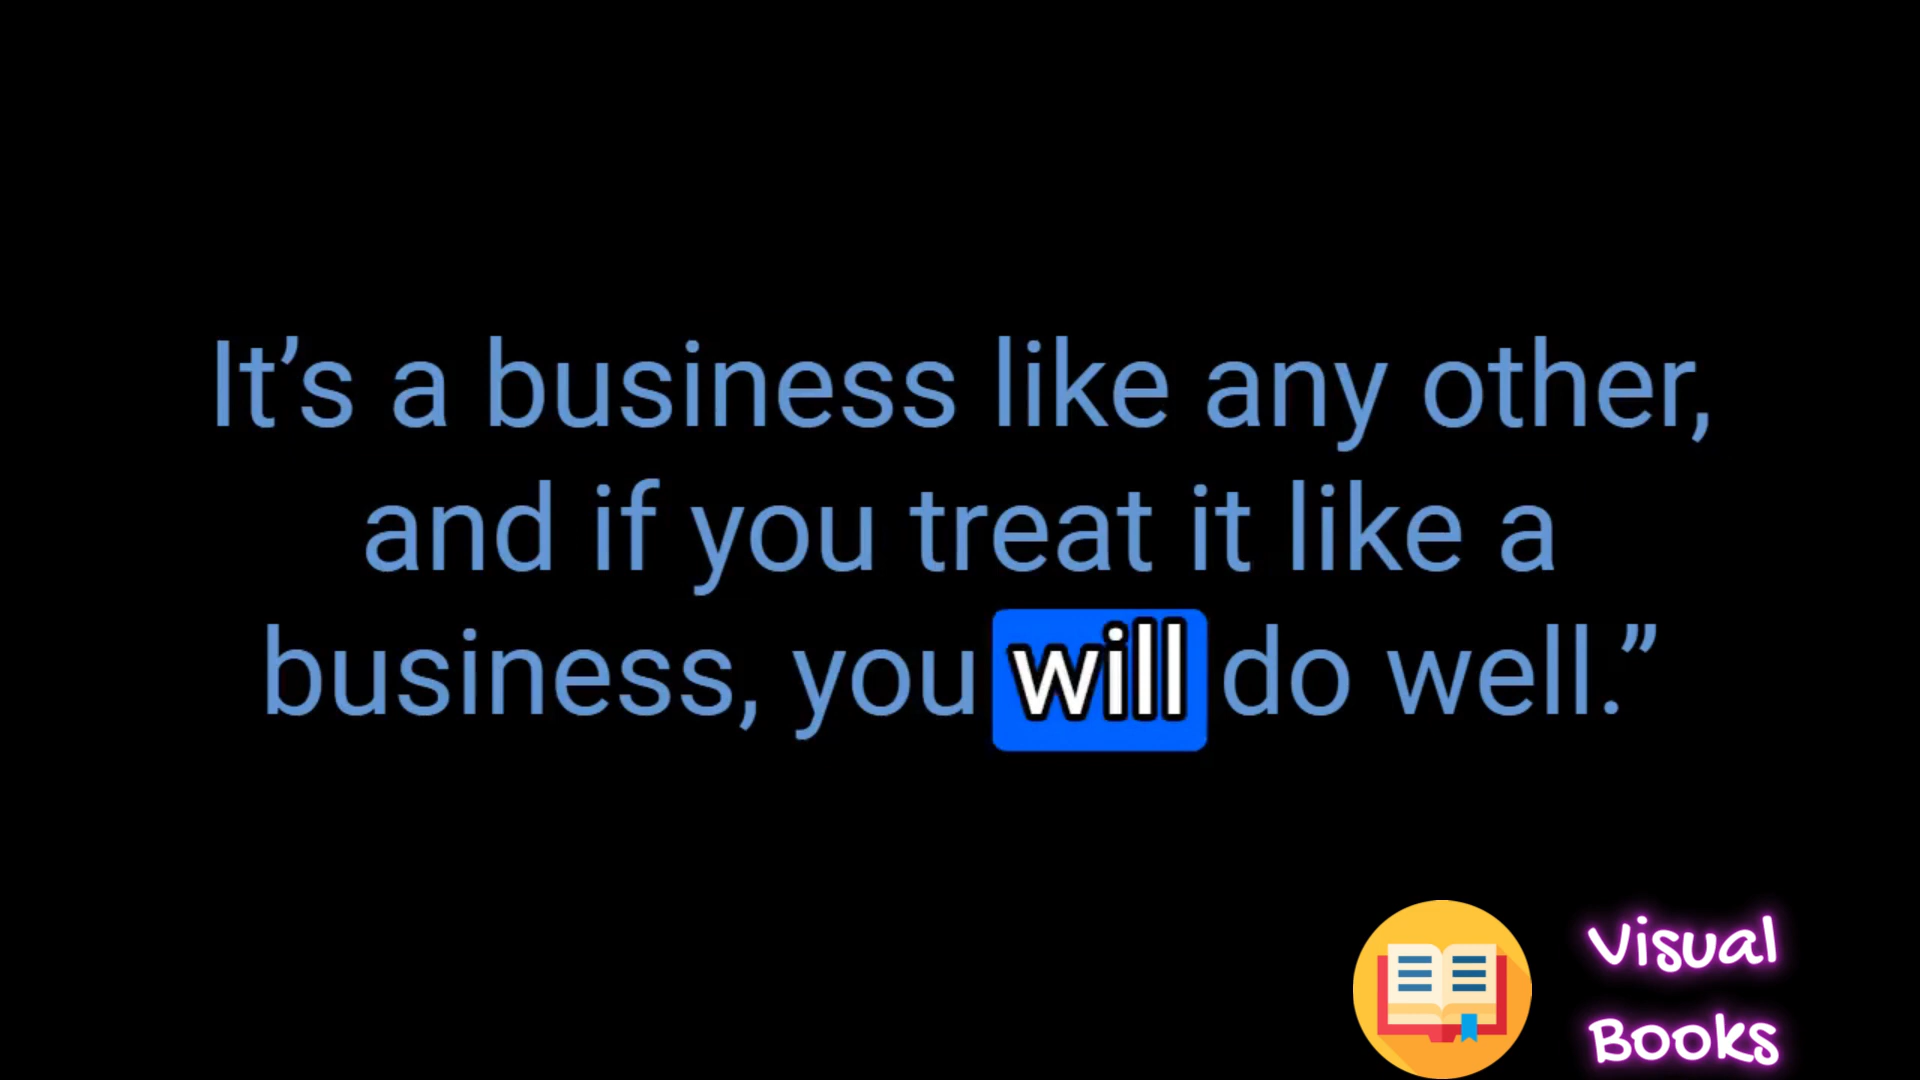 It’s a business like any other,
and if you treat it like a
business, you will do well.”
Visual
Books